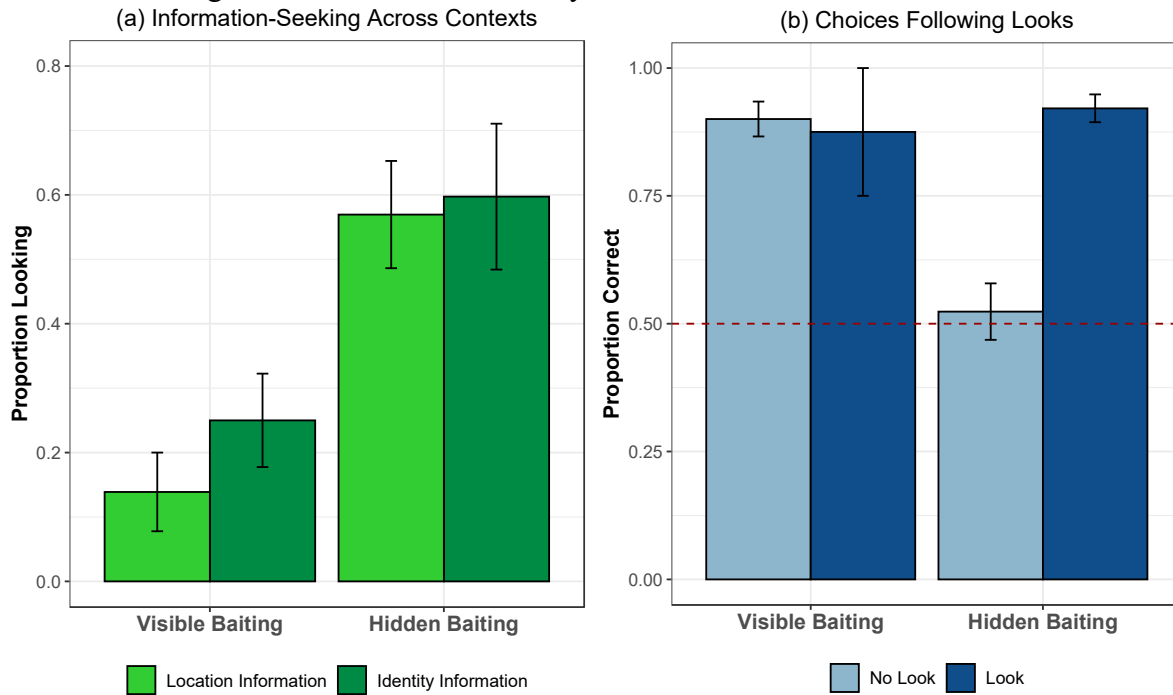 (a) Information-Seeking Across Contexts
0.8
0.6
0.4
0.2
0.0
Proportion Looking
Visible Baiting
Hidden Baiting
Location Information
Identity Information
(b) Choices Following Looks
1.00
0.75
0.50
0.25
0.00
Proportion Correct
Visible Baiting
Hidden Baiting
No Look
Look